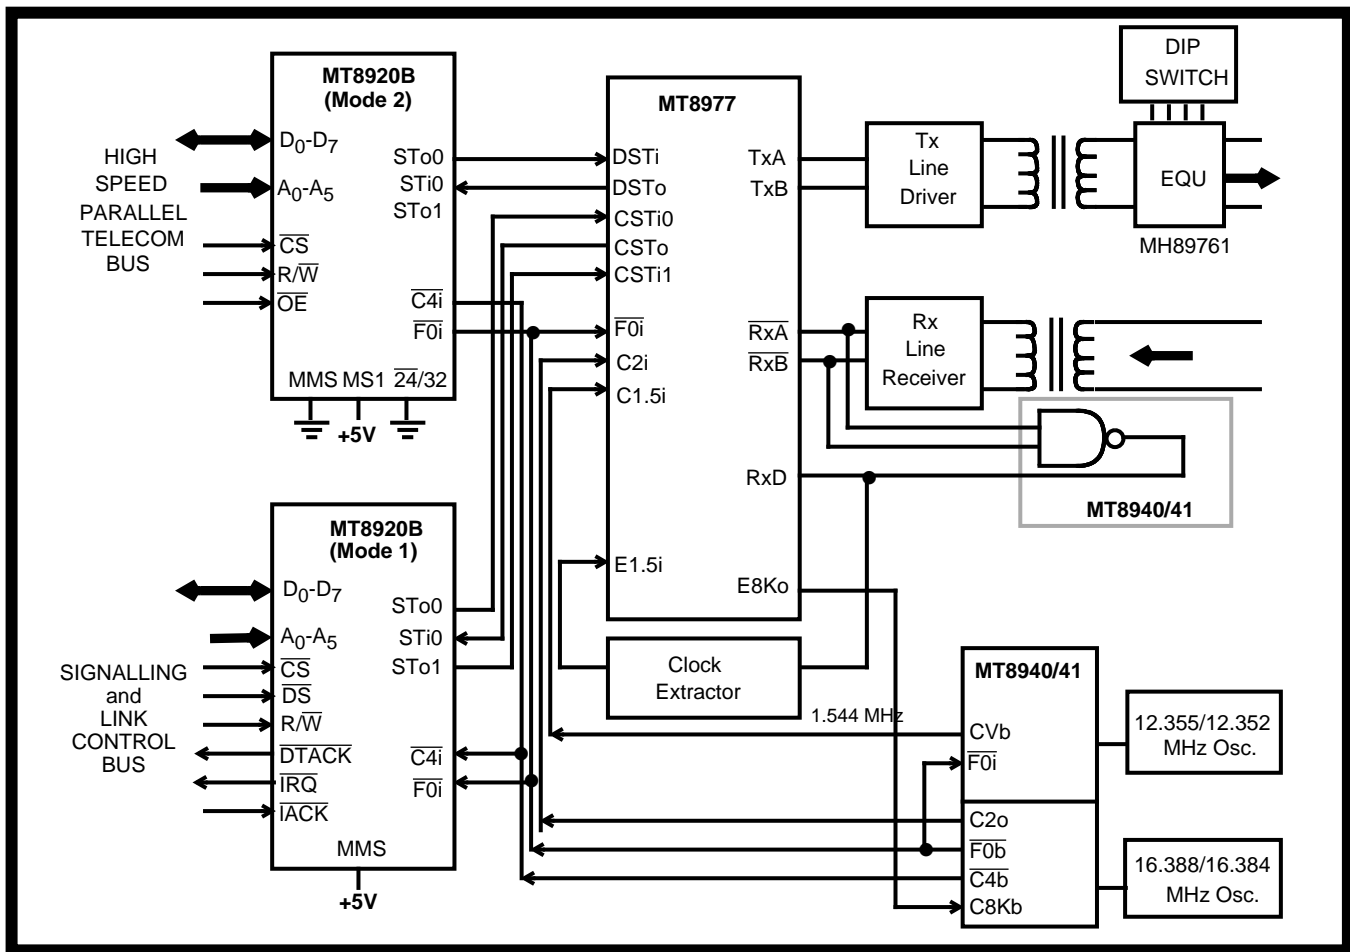 MT8920B
(Mode 2)
HIGH
SPEED
PARALLEL
TELECOM
BUS
D0-D7
A0-A5
CS
R/W
OE
STo0
STi0
STo1
C4i
F0i
MMS MS1 24/32
+5V
MT8977
DSTi
DSTo
CSTi0
CSTo
CSTi1
F0i
C2i
C1.5i
E1.5i
TxA
TxB
RxA
RxB
RxD
E8Ko
Tx
Line
Driver
DIP
SWITCH
EQU
MH89761
Rx
Line
Receiver
MT8940/41
MT8920B
(Mode 1)
SIGNALLING
and
LINK
CONTROL
BUS
D0-D7
A0-A5
CS
DS
R/W
DTACK
IRQ
IACK
STo0
STi0
STo1
C4i
F0i
MMS
+5V
Clock
Extractor
1.544 MHz
MT8940/41
CVb
F0i
C2o
F0b
C4b
C8Kb
12.355/12.352
MHz Osc.
16.388/16.384
MHz Osc.